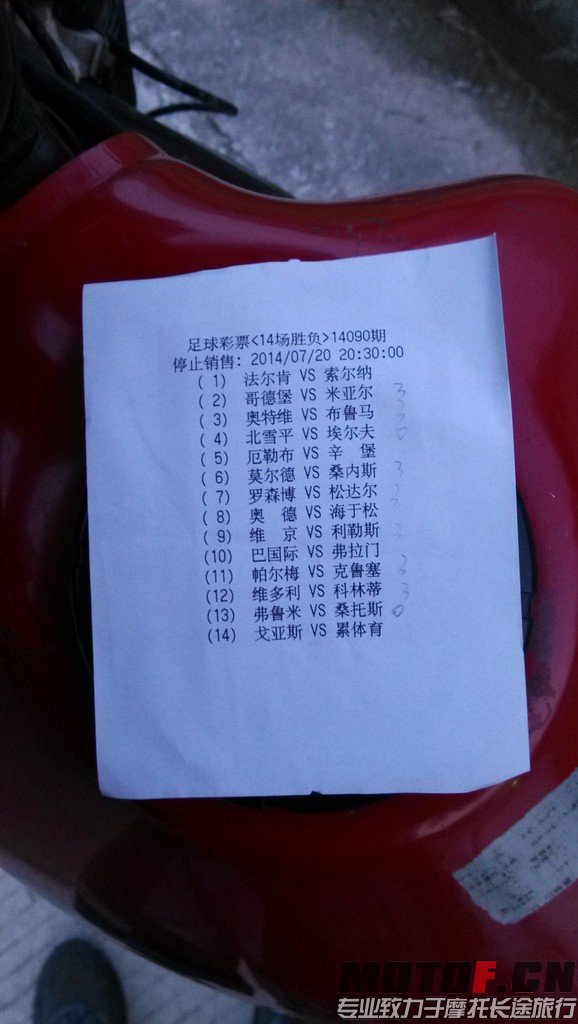 足球彩票<14场胜负>14090期
停止销售: 2014/07/20 20:30:00
( 1) 法尔肯 VS 索尔纳
( 2) 哥德堡 VS 米亚尔 3
( 3) 奥特维 VS 布鲁马
( 4) 北雪平 VS 埃尔夫 0
( 5) 厄勒布 VS 辛 堡
( 6) 莫尔德 VS 桑内斯 3
( 7) 罗森博 VS 松达尔
( 8) 奥 德 VS 海于松
( 9) 维 京 VS 利勒斯
(10) 巴国际 VS 弗拉门
(11) 帕尔梅 VS 克鲁塞
(12) 维多利 VS 科林蒂 3
(13) 弗鲁米 VS 桑托斯 0
(14) 戈亚斯 VS 累体育
MOTOF.CN
专业致力于摩托长途旅行